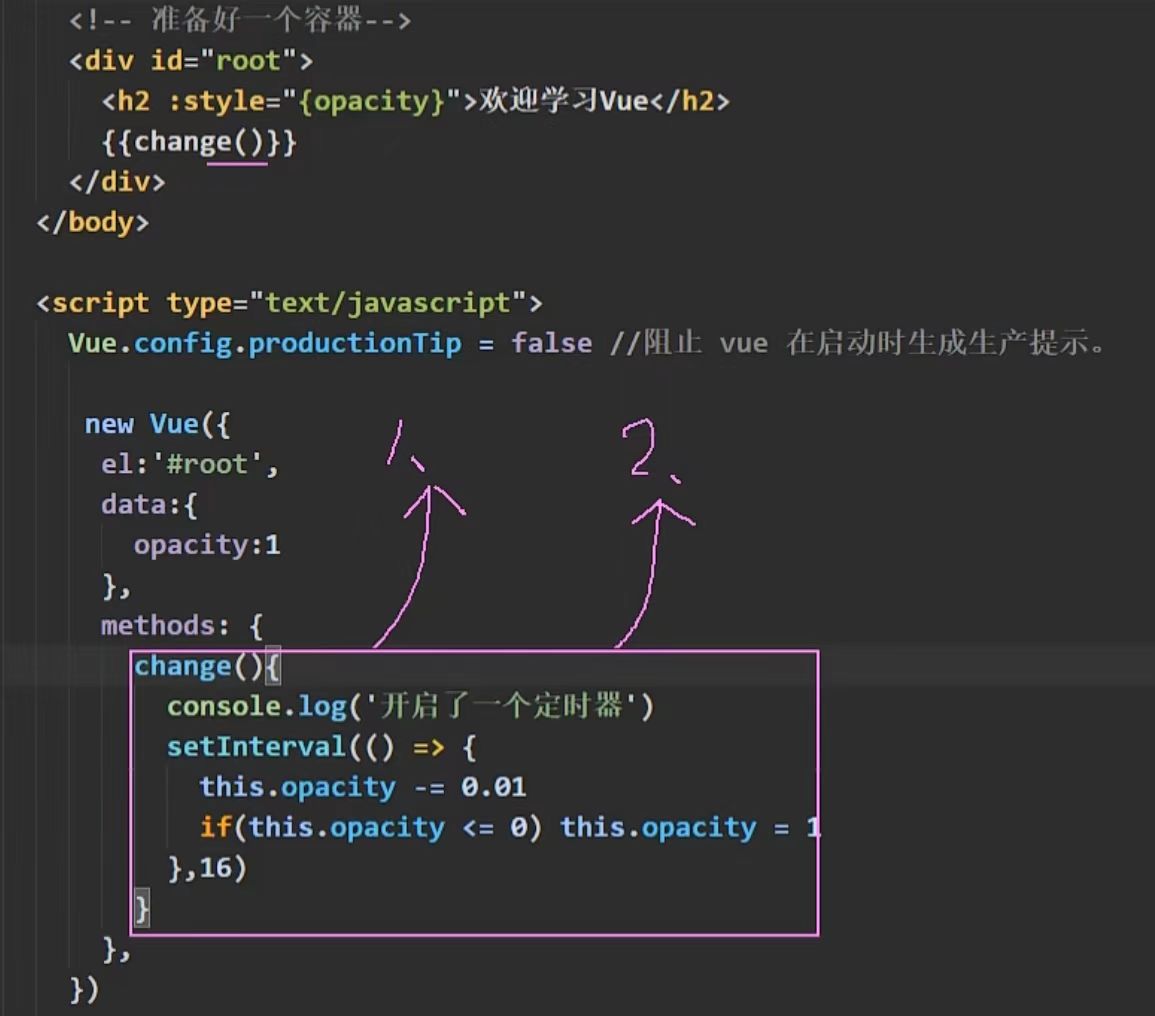 <!-- 准备好一个容器-->
<div id="root">
<h2 :style="{opacity}">欢迎学习Vue</h2>
{{change()}}
</div>
</body>
<script type="text/javascript">
Vue.config.productionTip = false //阻止 vue 在启动时生成生产提示。
new Vue({
el:'#root',
data:{
opacity:1
},
methods: {
change(){
console.log('开启了一个定时器')
setInterval(() => {
this.opacity -= 0.01
if(this.opacity <= 0) this.opacity = 1
},16)
}
},
})
1、
2、